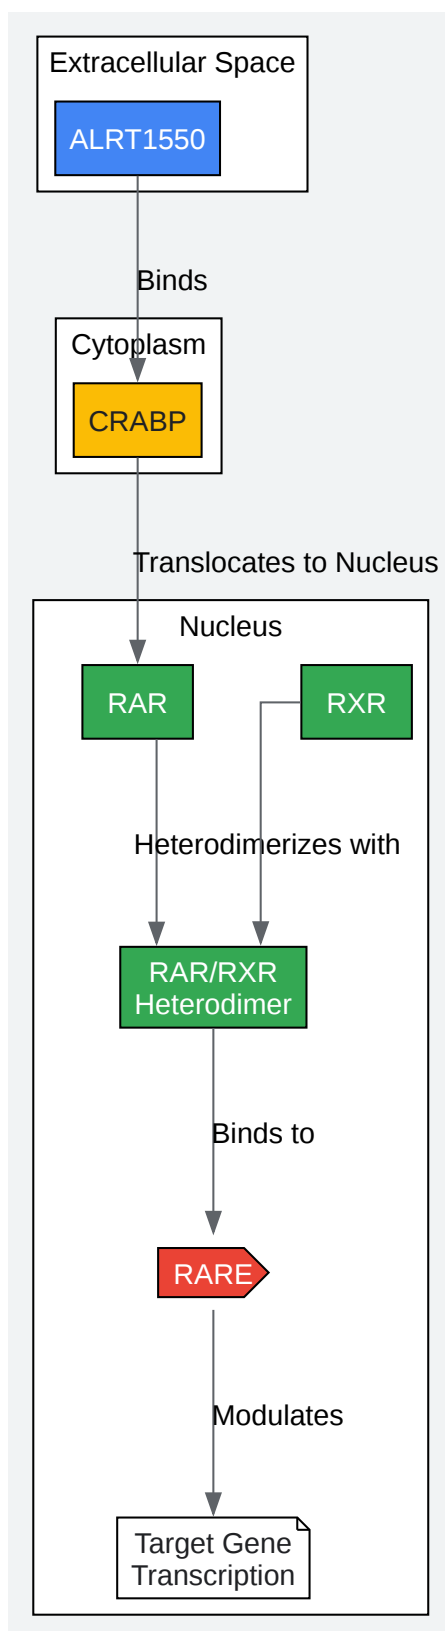 Extracellular Space
ALRT1550
Binds
Cytoplasm
CRABP
Translocates to Nucleus
Nucleus
RAR
RXR
Heterodimerizes with
RAR/RXR
Heterodimer
Binds to
RARE
Modulates
Target Gene
Transcription